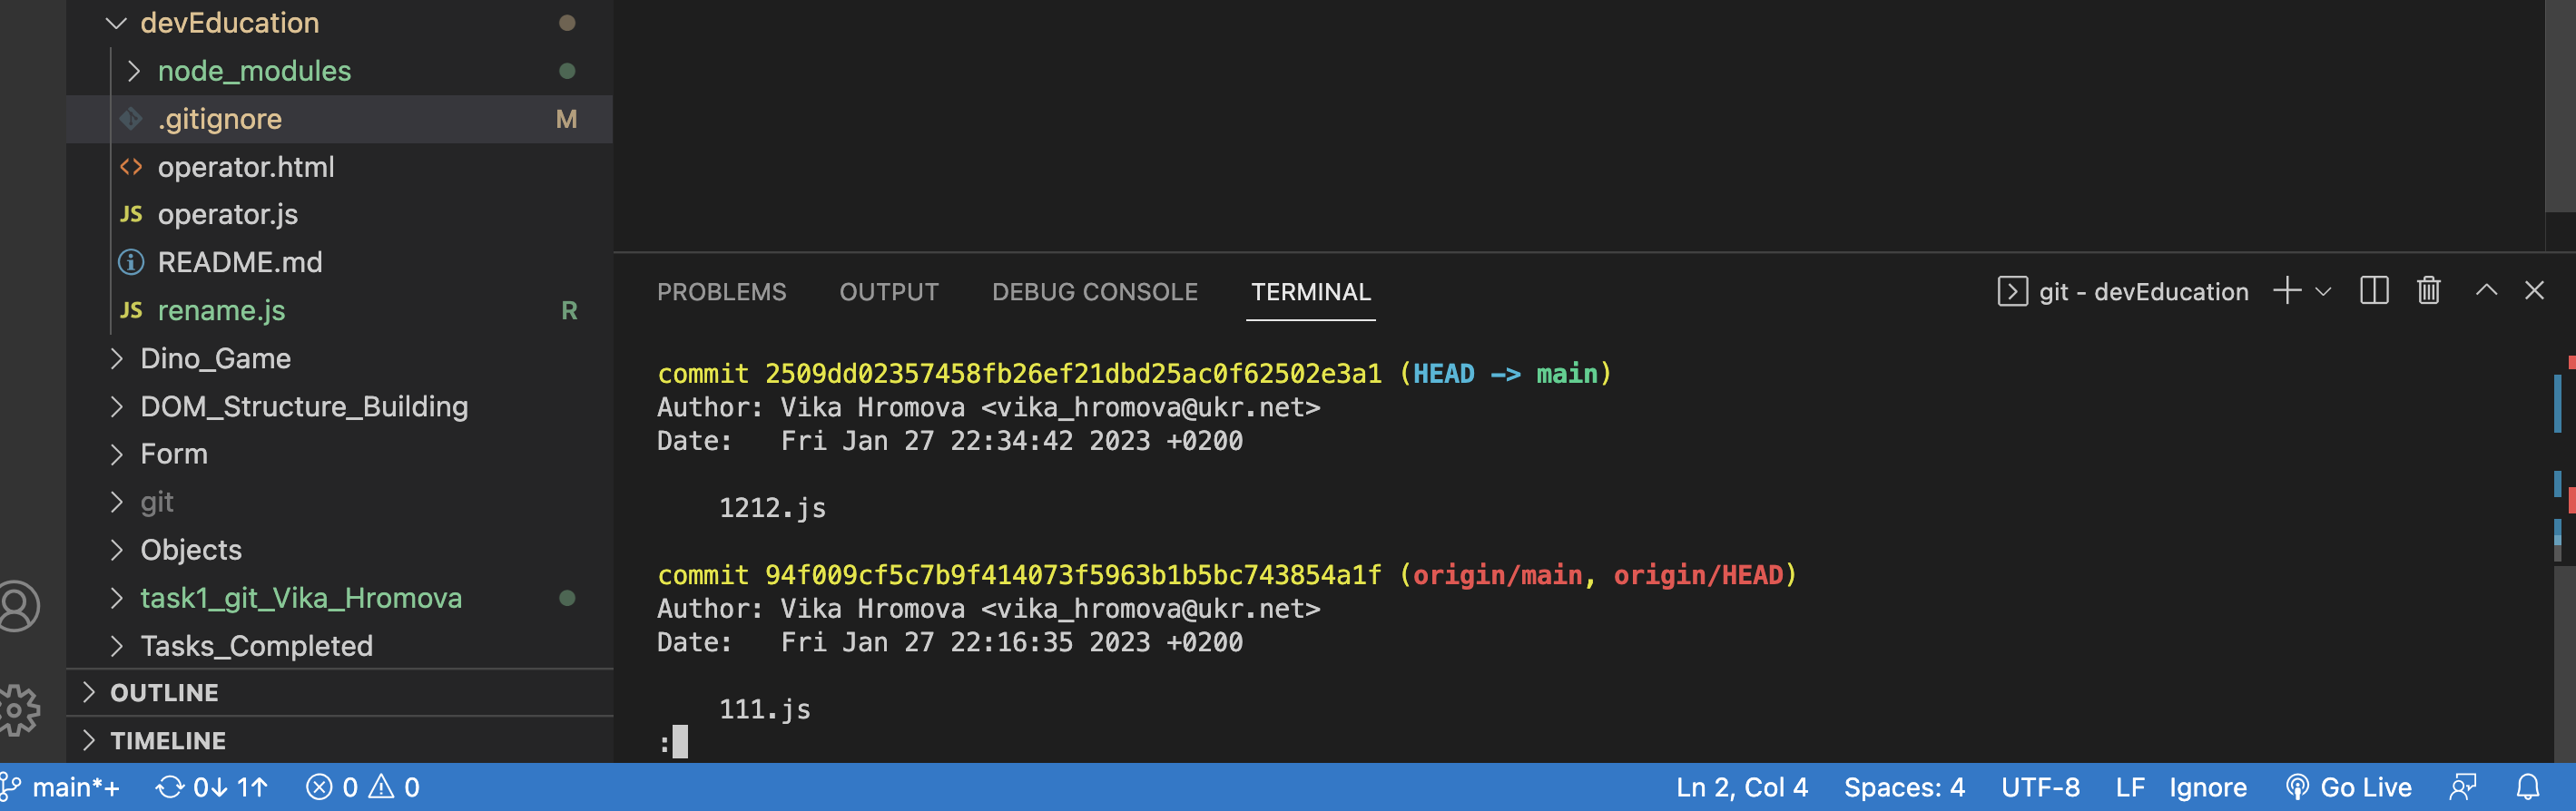 devEducation
node_modules
.gitignore M
operator.html
JS operator.js
README.md
JS rename.js R
Dino_Game
DOM_Structure_Building
Form
git
Objects
task1_git_Vika_Hromova
Tasks_Completed
OUTLINE
TIMELINE
PROBLEMS OUTPUT DEBUG CONSOLE TERMINAL git - devEducation
commit 2509dd02357458fb26ef21dbd25ac0f62502e3a1 (HEAD -> main)
Author: Vika Hromova <vika_hromova@ukr.net>
Date:   Fri Jan 27 22:34:42 2023 +0200
1212.js
commit 94f009cf5c7b9f414073f5963b1b5bc743854a1f (origin/main, origin/HEAD)
Author: Vika Hromova <vika_hromova@ukr.net>
Date:   Fri Jan 27 22:16:35 2023 +0200
111.js
:
main*+ 0↓ 1↑ 0 0 Ln 2, Col 4 Spaces: 4 UTF-8 LF Ignore Go Live